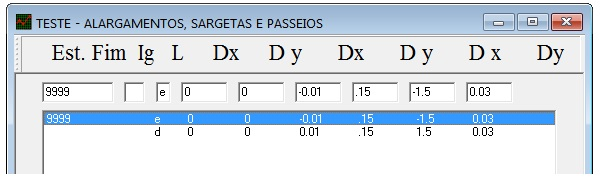 TESTE - ALARGAMENTOS, SARGETAS E PASSEIOS
Est. Fim Ig L Dx D y Dx D y D x Dy
9999 e 0 0 -0.01 .15 -1.5 0.03
9999 e 0 0 -0.01 .15 -1.5 0.03
d 0 0 0.01 .15 1.5 0.03